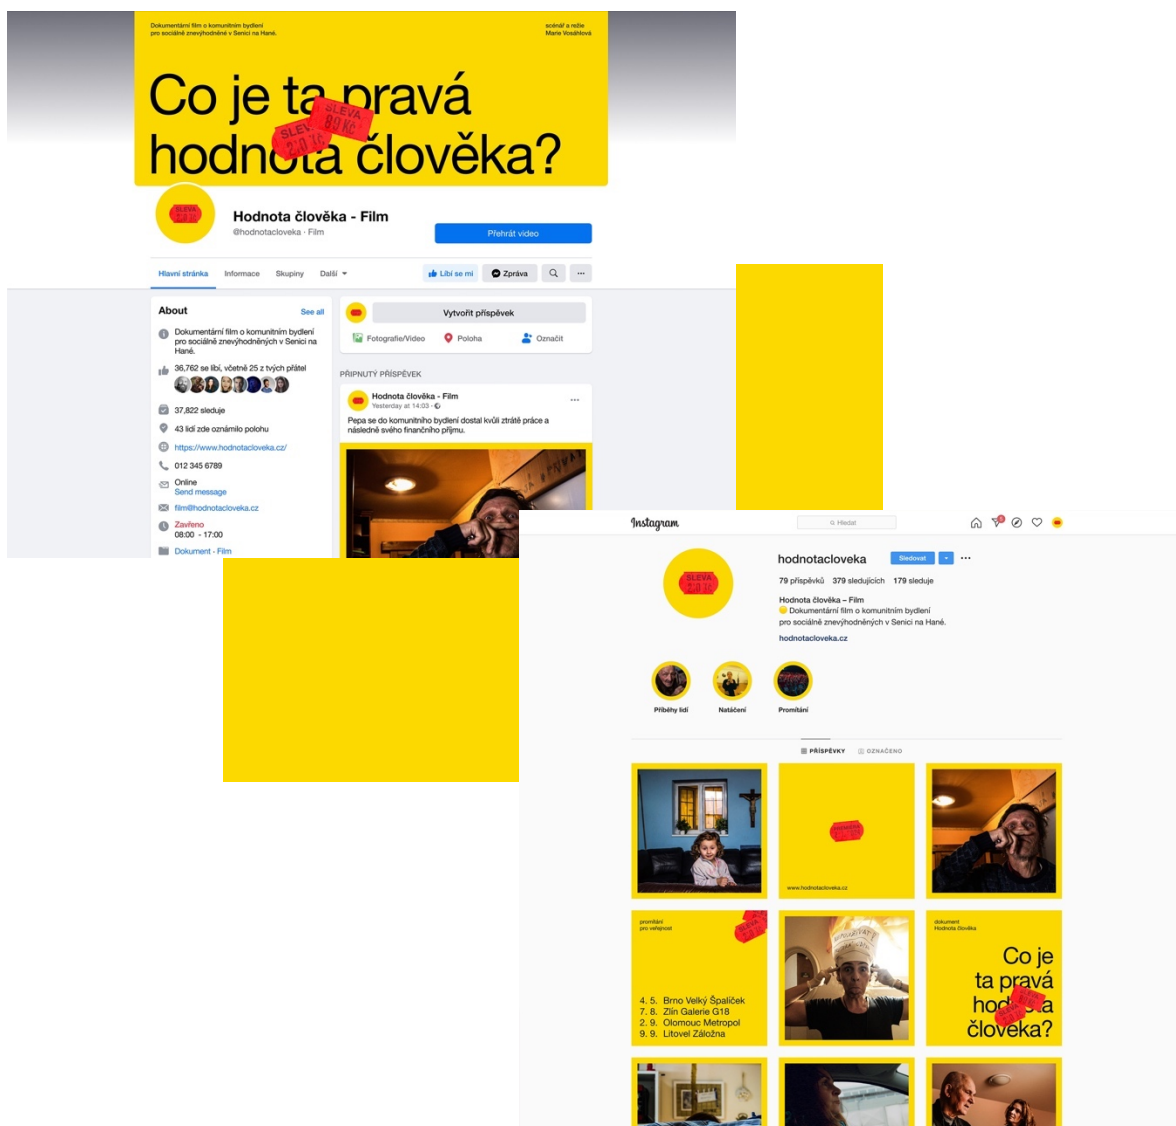 Dokumentární film o komunitním bydlení
pro sociálně znevýhodněné v Senici na Hané.
scénář a režie
Marie Vosáhlová
Co je ta pravá
hodnota člověka?
SLEVA
89 Kč
SLEVA
Hodnota člověka - Film
@hodnotacloveka · Film
Přehrát video
Hlavní stránka
Informace
Skupiny
Další
Líbí se mi
Zpráva
About
See all
Dokumentární film o komunitním bydlení
pro sociálně znevýhodněných v Senici na
Hané.
36,762 se líbí, včetně 25 z tvých přátel
37,822 sleduje
43 lidí zde oznámilo polohu
https://www.hodnotacloveka.cz/
012 345 6789
Online
Send message
film@hodnotacloveka.cz
Zavřeno
08:00 - 17:00
Dokument · Film
Vytvořit příspěvek
Fotografie/Video
Poloha
Označit
PŘIPNUTÝ PŘÍSPĚVEK
Hodnota člověka - Film
Yesterday at 14:03
Pepa se do komunitního bydlení dostal kvůli ztrátě práce a
následně svého finančního příjmu.
Instagram
Hledat
hodnotacloveka
Sledovat
79 příspěvků 379 sledujících 179 sleduje
Hodnota člověka – Film
Dokumentární film o komunitním bydlení
pro sociálně znevýhodněných v Senici na Hané.
hodnotacloveka.cz
SLEVA
Příběhy lidí
Natáčení
Promítání
PŘÍSPĚVKY
OZNAČENO
www.hodnotacloveka.cz
promítání
pro veřejnost
4. 5. Brno Velký Špalíček
7. 8. Zlín Galerie G18
2. 9. Olomouc Metropol
9. 9. Litovel Záložna
dokument
Hodnota člověka
Co je
ta pravá
hodnota
člověka?